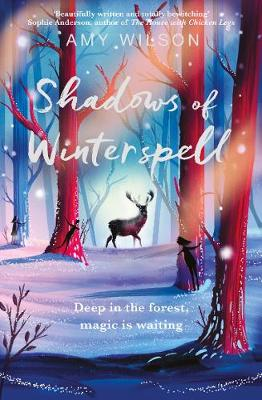 'Beautifully written and totally bewitching'
Sophie Anderson, author of The House with Chicken Legs
AMY WILSON
Shadows of
Winterspell
Deep in the forest,
magic is waiting